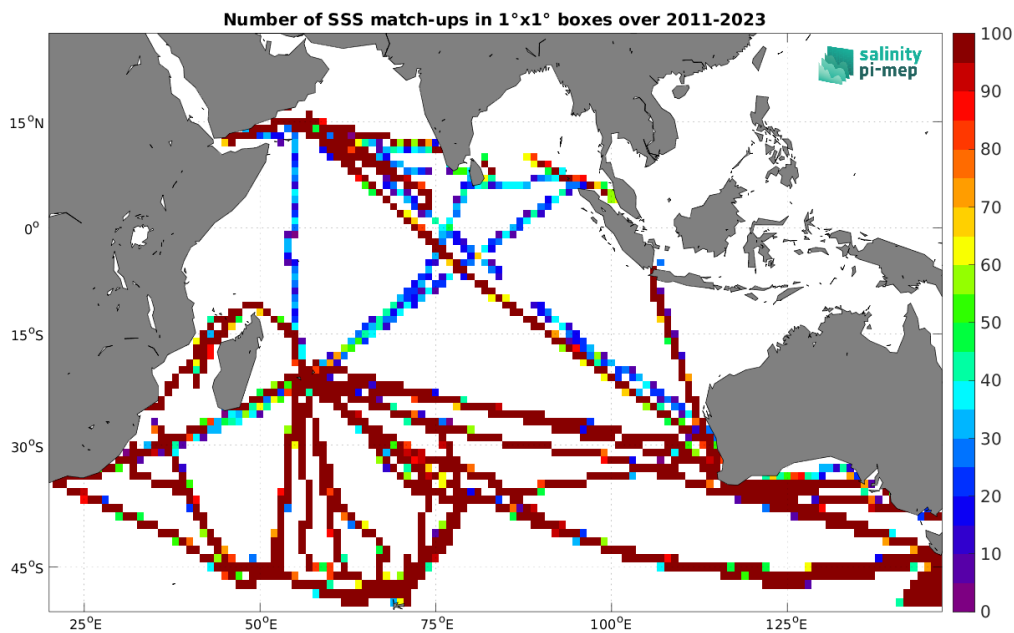 Number of SSS match-ups in 1°x1° boxes over 2011-2023
salinity
pi-mep
15°N
0°
15°S
30°S
45°S
25°E
50°E
75°E
100°E
125°E
100
90
80
70
60
50
40
30
20
10
0